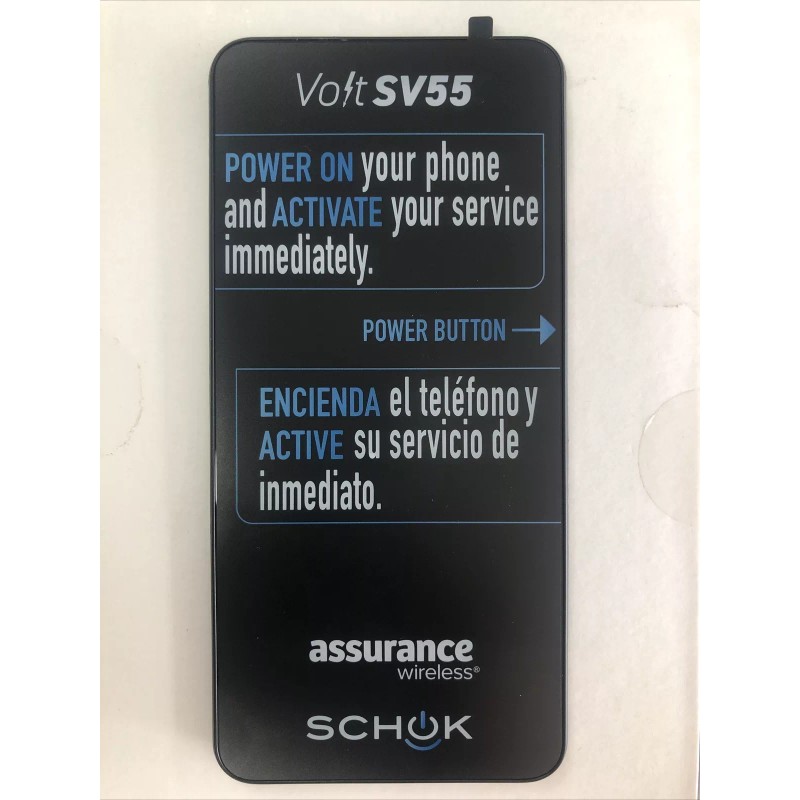 Volt SV55
POWER ON your phone
and ACTIVATE your service
immediately.
POWER BUTTON
ENCIENDA el teléfono y
ACTIVE su servicio de
inmediato.
assurance
wireless®
SCHOK